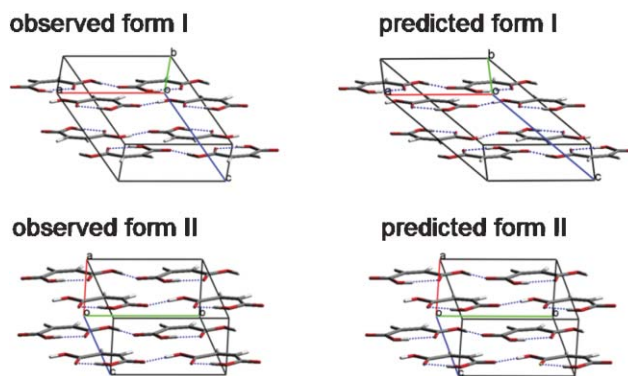 observed form I
predicted form I
b
b
a
o
a
o
c
c
observed form II
predicted form II
a
a
o
b
o
b
c
c